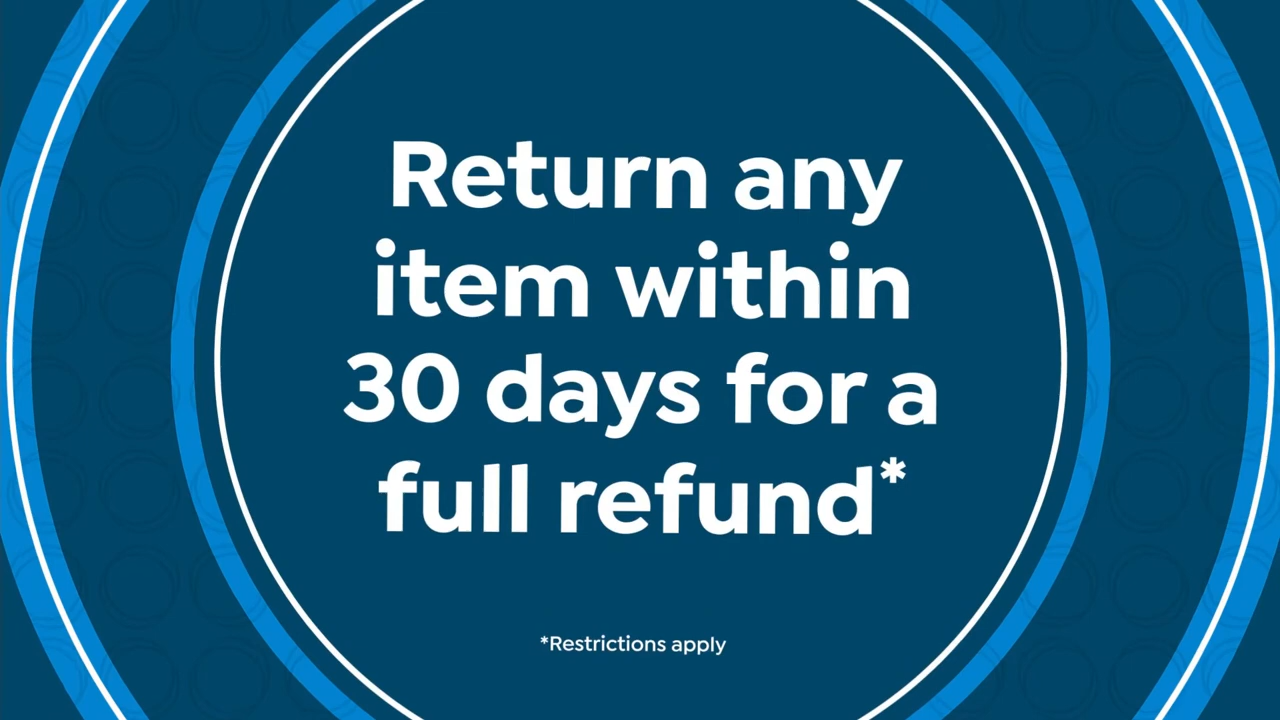 Return any
item within
30 days for a
full refund*
*Restrictions apply